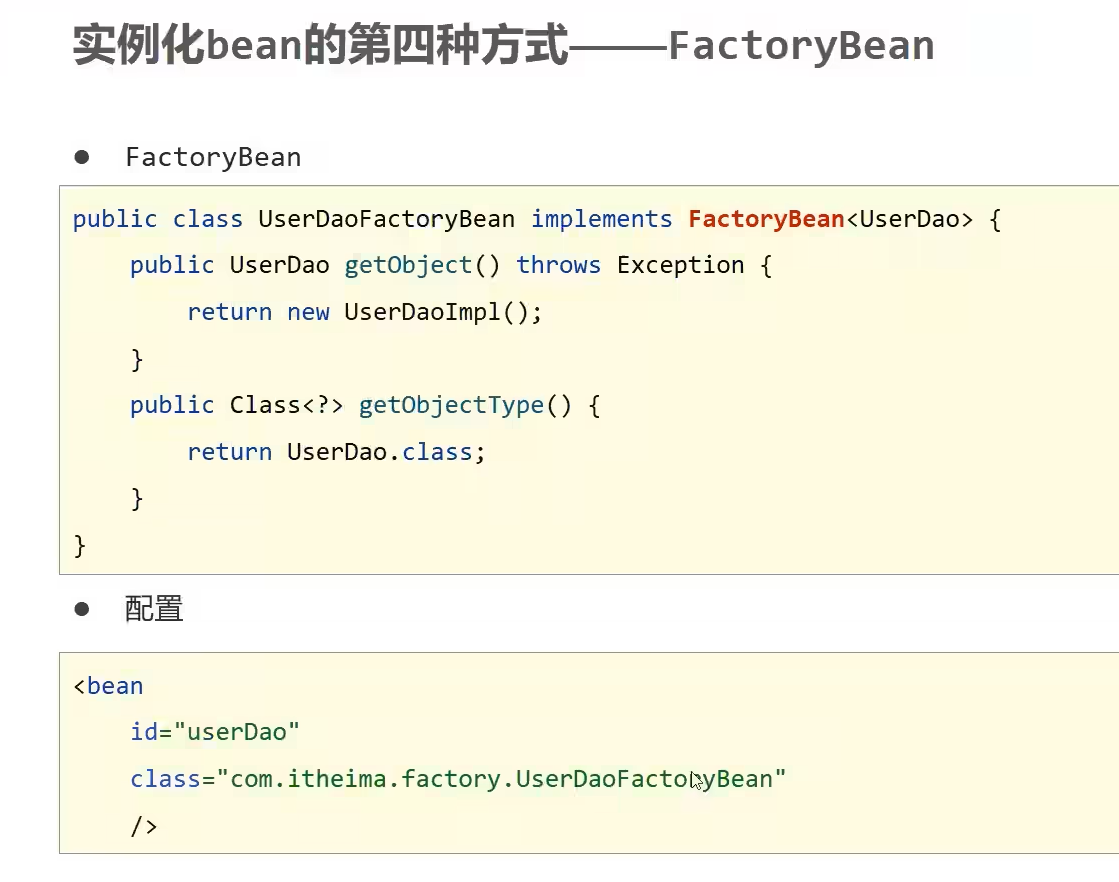 实例化bean的第四种方式——FactoryBean
● FactoryBean
public class UserDaoFactoryBean implements FactoryBean<UserDao> {
    public UserDao getObject() throws Exception {
        return new UserDaoImpl();
    }
    public Class<?> getObjectType() {
        return UserDao.class;
    }
}
● 配置
<bean
    id="userDao"
    class="com.itheima.factory.UserDaoFactoryBean"
    />